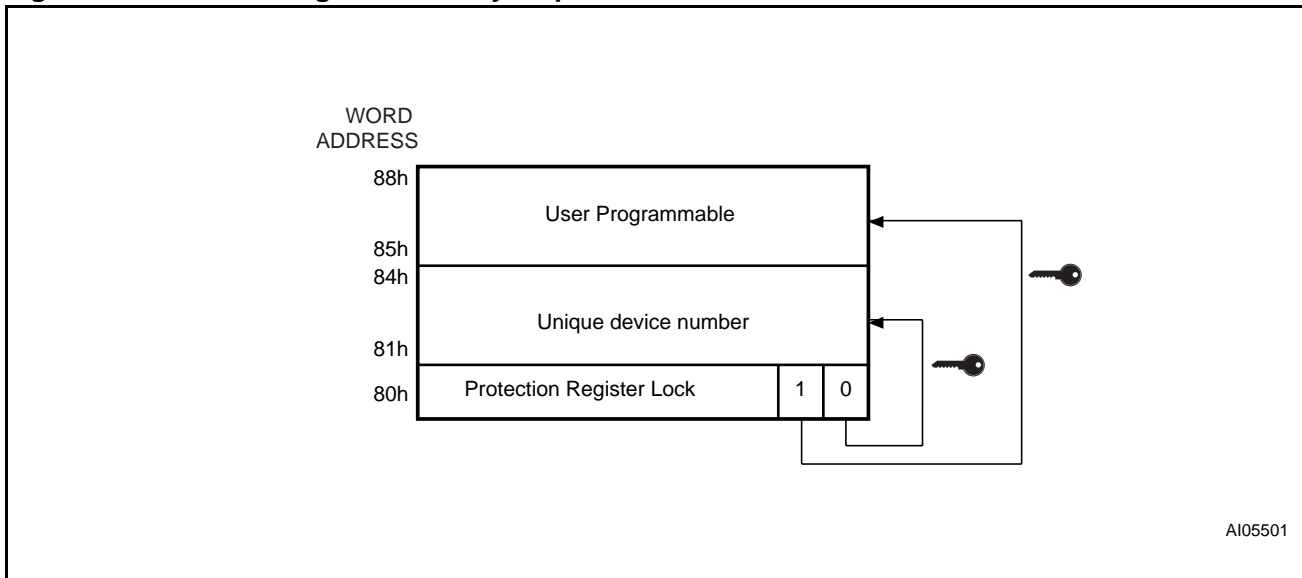 WORD
ADDRESS
88h
User Programmable
85h
84h
Unique device number
81h
80h
Protection Register Lock
1
0
AI05501